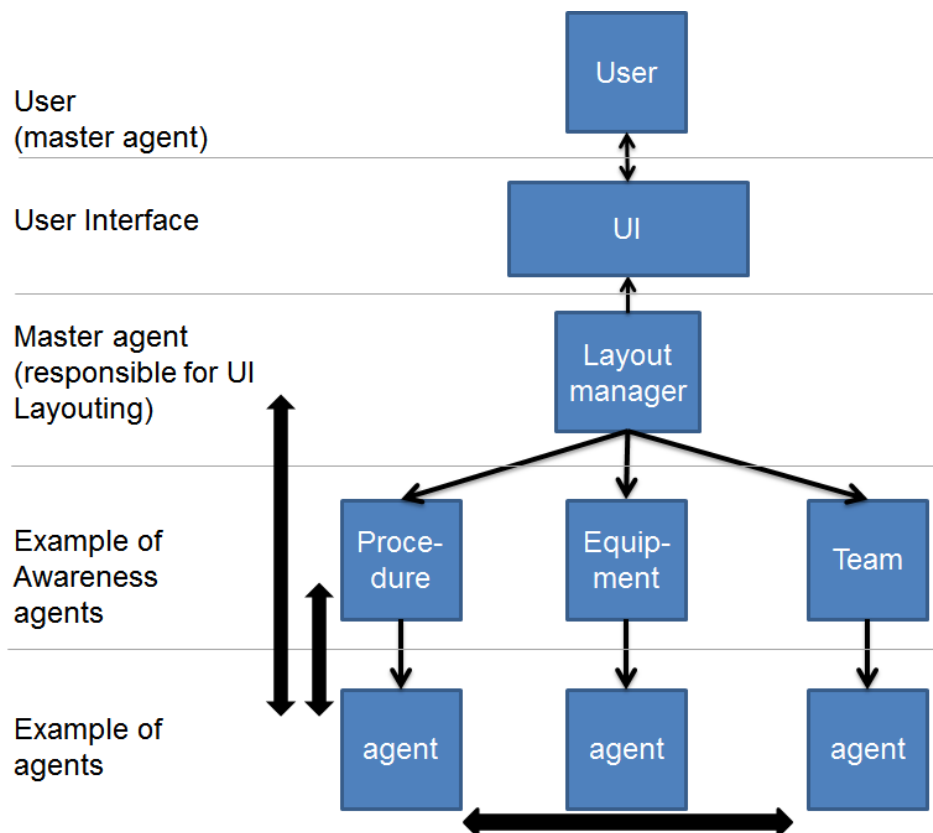 User
User
(master agent)
User Interface
UI
Master agent
(responsible for UI
Layouting)
Layout
manager
Example of
Awareness
agents
Proce-
dure
Equip-
ment
Team
Example of
agents
agent
agent
agent